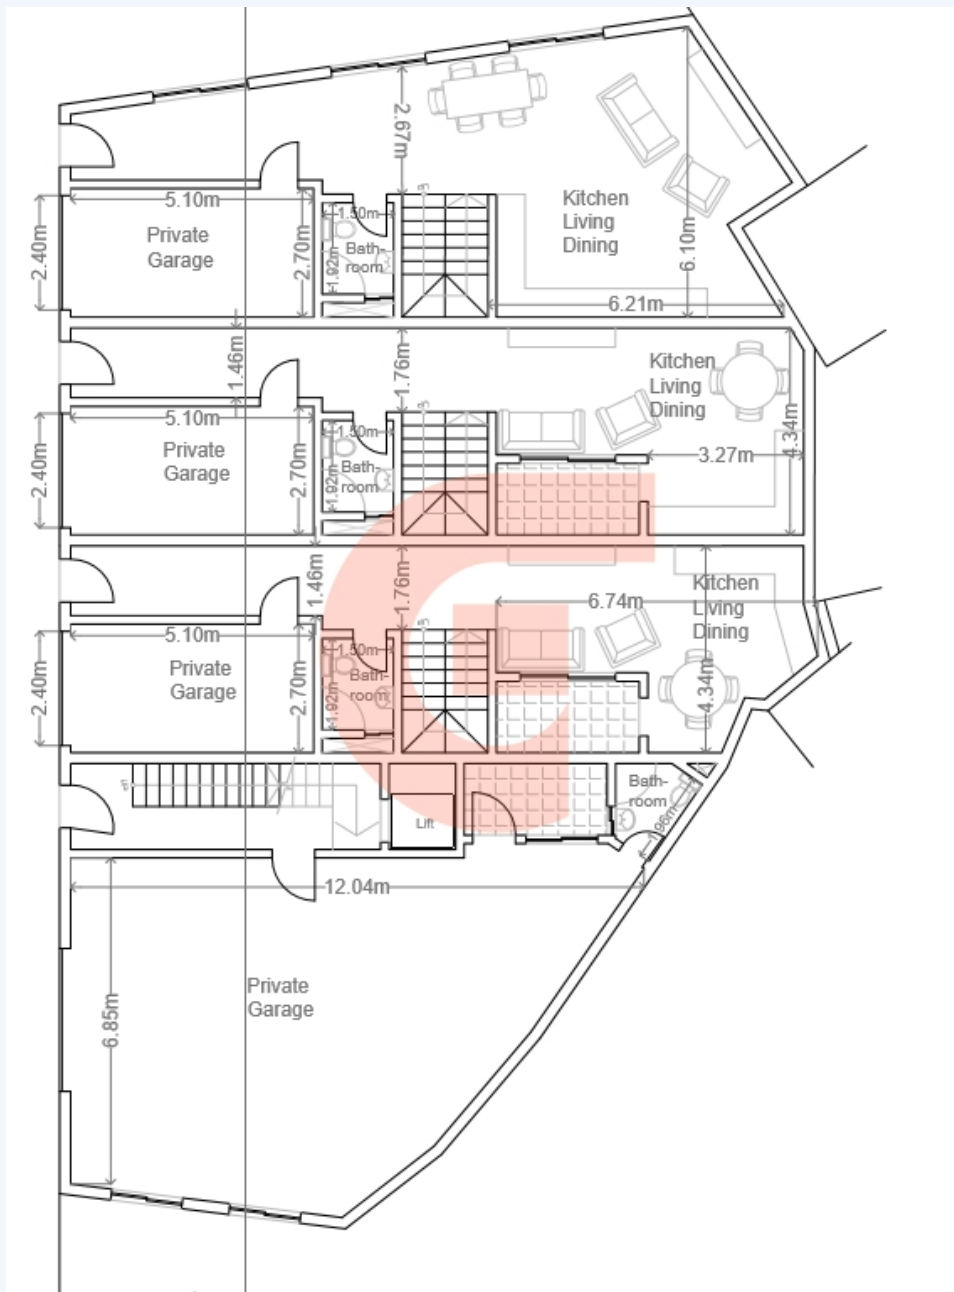 2.67m
5.10m
1.50m
Kitchen
Living
Dining
Private
Garage
2.40m
2.70m
1.92m
Bath-
room
6.10m
6.21m
1.46m
1.76m
Kitchen
Living
Dining
5.10m
1.50m
Private
Garage
2.40m
2.70m
1.92m
Bath-
room
3.27m
4.34m
1.46m
1.76m
Kitchen
Living
Dining
6.74m
5.10m
1.50m
Private
Garage
2.40m
2.70m
1.92m
Bath-
room
4.34m
Bath-
room
Lift
1.96m
12.04m
Private
Garage
6.85m